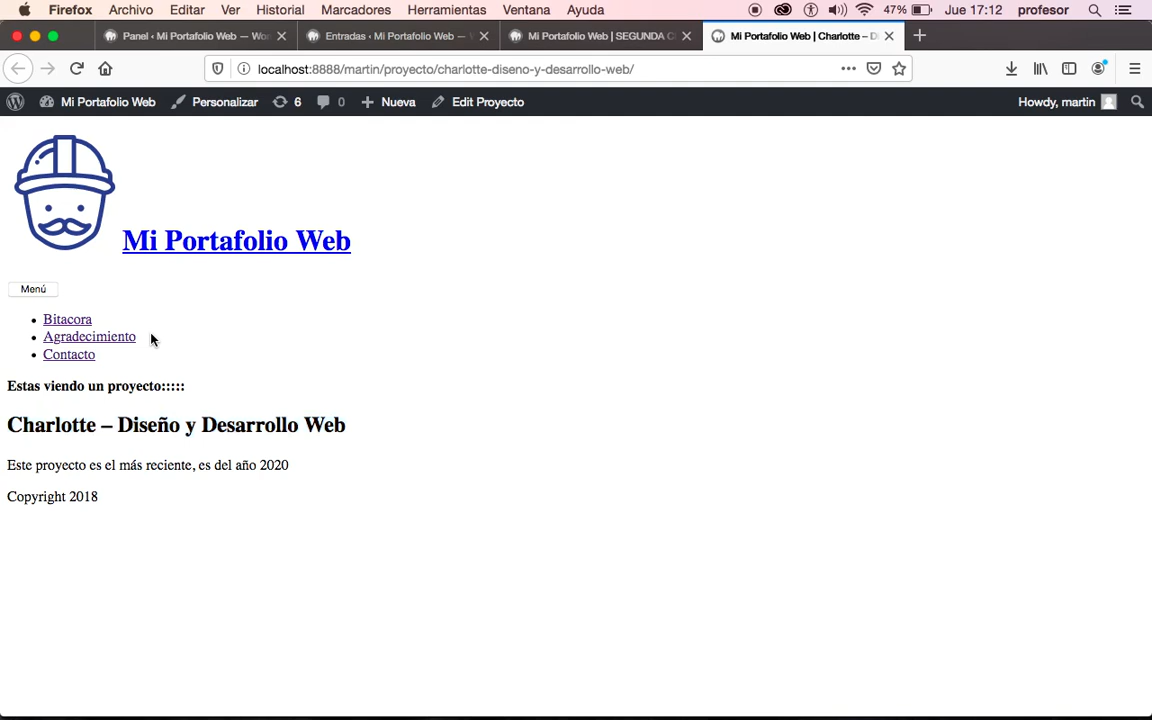 Firefox Archivo Editar Ver Historial Marcadores Herramientas Ventana Ayuda 47% Jue 17:12 profesor
Panel ‹ Mi Portafolio Web — Wo Entradas ‹ Mi Portafolio Web — Mi Portafolio Web | SEGUNDA C Mi Portafolio Web | Charlotte – D
localhost:8888/martin/proyecto/charlotte-diseno-y-desarrollo-web/
Mi Portafolio Web Personalizar 6 0 Nueva Edit Proyecto Howdy, martin
Mi Portafolio Web
Menú
Bitacora
Agradecimiento
Contacto
Estas viendo un proyecto:::::
Charlotte – Diseño y Desarrollo Web
Este proyecto es el más reciente, es del año 2020
Copyright 2018